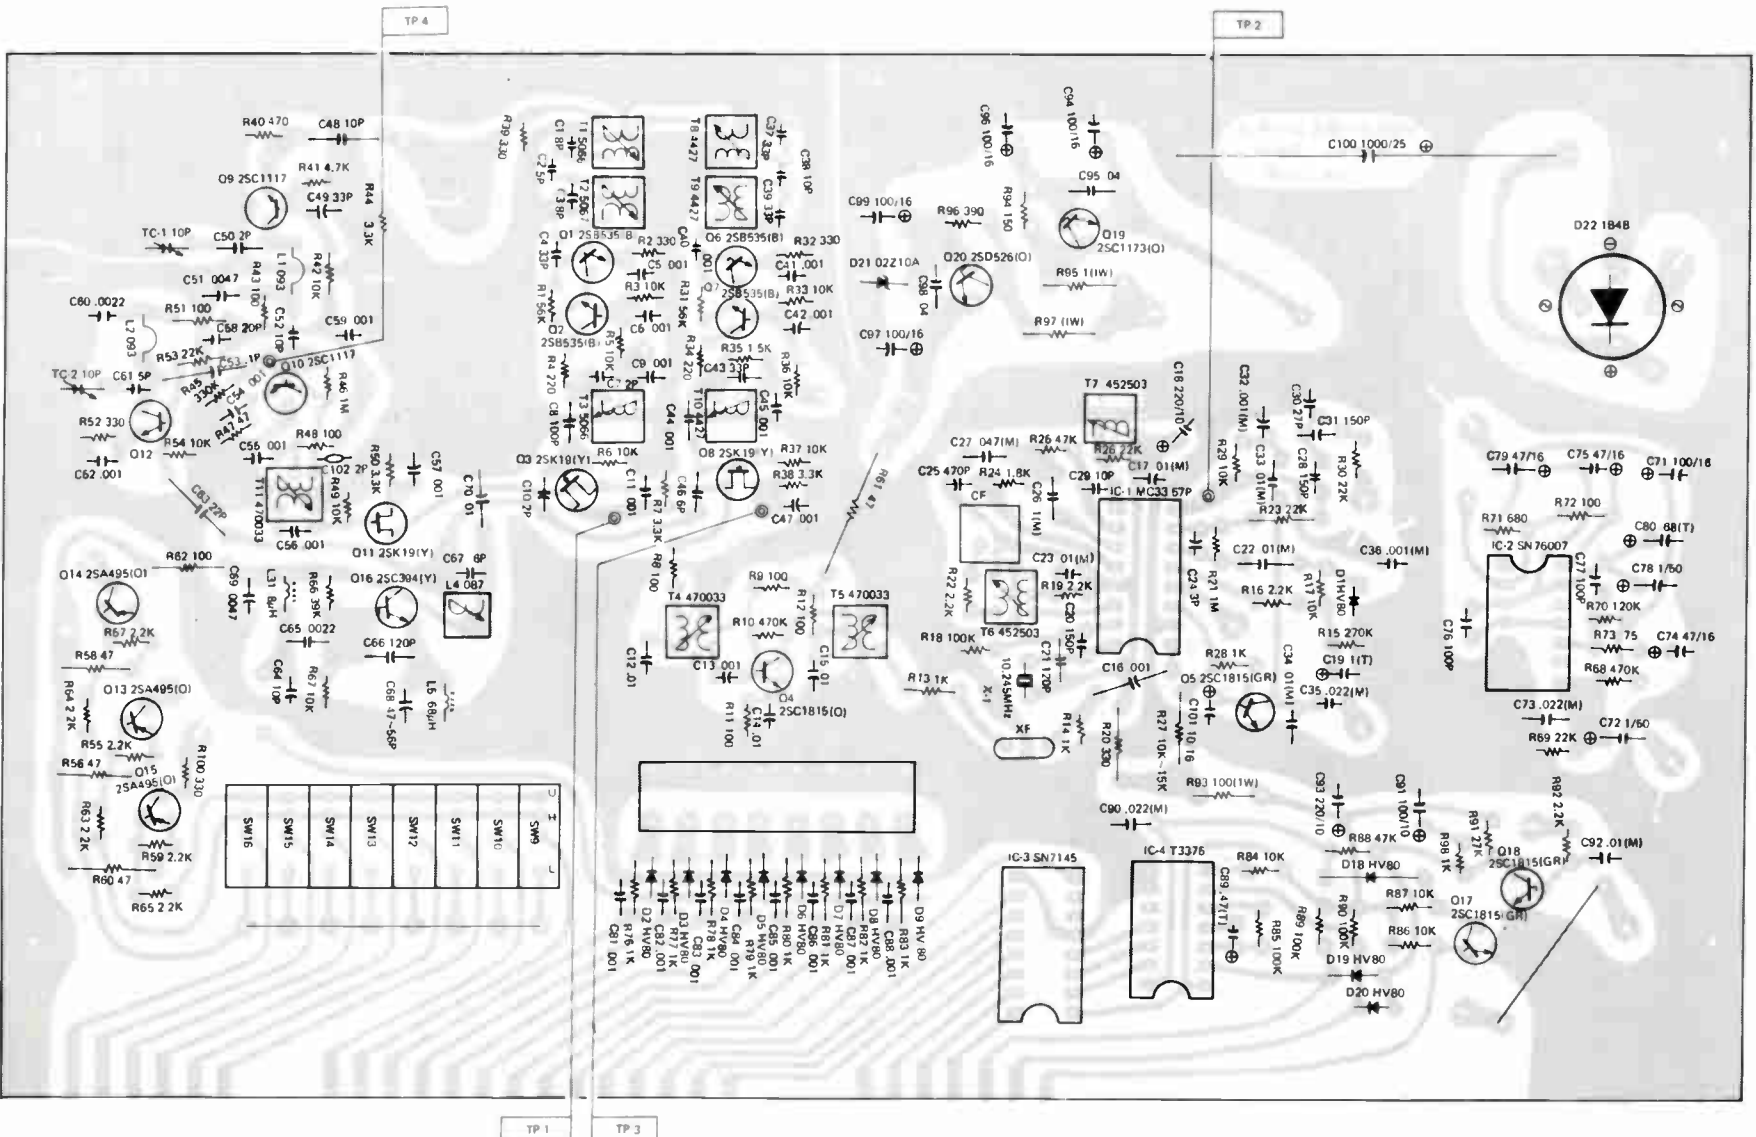 TP 4
TP 2
R40 470
C48 10P
R41 4.7K
Q9 2SC1117
C49 33P
R44 3.3K
TC-1 10P
C50 2P
L1 093
R42 10K
C51 .0047
R43 100
C60 .0022
R51 100
C52 10P
C59 001
L2 093
C58 20P
R53 22K
C53 .1P
Q10 2SC1117
TC-2 10P
C61 5P
R45 330K
C54 001
R46 1M
R52 330
R47 47
R54 10K
Q12
R48 100
C55 001
C62 .001
C102 2P
R50 3.3K
C57 001
C70 01
T11 470033
R49 10K
C63 22P
C56 .001
Q11 2SK19(Y)
R62 100
C67 6P
Q14 2SA495(O)
C69 0047
L31 8μH
R66 39K
Q16 2SC394(Y)
L4 087
R57 2.2K
C65 0022
C66 120P
R58 47
R64 2 2K
Q13 2SA495(O)
C64 10P
R67 10K
C68 47~56P
L5 68μH
R55 2.2K
R56 47
Q15
2SA495(O)
R100 330
R63 2 2K
R59 2.2K
R60 47
R65 2 2K
SW16
SW15
SW14
SW13
SW12
SW11
SW10
SW9
R39 330
C1 8P
T1 5066
C2 5P
T2 5067
C3 8P
T8 4427
C37 33P
C38 10P
T9 4427
C39 33P
Q1 2SB535 B
C4 33P
R2 330
C40 001
Q6 2SB535(B)
R32 330
C5 001
C41 .001
R3 10K
R1 56K
R31 56K
Q7
2SB535(B)
R33 10K
Q2
2SB535(B)
C6 001
C42 .001
R5 10K
R4 220
R34 220
R35 1 5K
R36 10K
C9 001
C43 33P
C7 2P
C8 100P
T3 5066
C44 001
T10 4427
C45 .001
R6 10K
Q3 2SK19(Y)
Q8 2SK19(Y)
R37 10K
R38 3.3K
C10 2P
C11 .0001
R7 3.3K
C46 6P
C47 .001
R61 47
R8 100
R9 100
R12 100
T4 470033
R10 470K
T5 470033
C12 .01
C13 .001
C15 .01
Q4
2SC1815(O)
R11 100
C14 .01
C81 .001
R76 1K
D2 HV80
C82 .001
R77 1K
D3 HV80
C83 .001
R78 1K
D4 HV80
C84 .001
R79 1K
D5 HV80
C85 .001
R80 1K
D6 HV80
C86 .001
R81 1K
D7 HV80
C87 .001
R82 1K
D8 HV80
C88 .001
R83 1K
D9 HV 80
C96 100/16
C94 100/16
C95 04
C99 100/16
R96 390
R94 150
Q19
2SC1173(O)
D21 02Z10A
Q20 2SD526(O)
C98 04
R95 1(IW)
C97 100/16
R97 (IW)
C100 1000/25
D22 1B4B
T7 452503
C18 220/10
C32 .001(M)
C30 27P
C31 150P
C27 .047(M)
R26 47K
R26 22K
C25 470P
R24 1.8K
C29 10P
C17 01(M)
R29 10K
C33 01(M)
C28 150P
R30 22K
CF
C26 1(M)
IC-1 MC33 57P
R23 22K
C23 01(M)
C24 3P
R21 1M
C22 01(M)
C36 .001(M)
R22 2.2K
R19 2.2K
C20 150P
R16 2.2K
R17 10K
D1 HV80
T6 452503
R18 100K
C21 120P
R15 270K
R28 1K
C19 1(T)
C16 .001
Q5 2SC1815(GR)
C34 .01(M)
C35 .022(M)
R13 1K
10.245MHz
X-1
XF
R14 1K
R20 330
R27 10K~15K
C101 10 16
R93 100(1W)
C90 .022(M)
C93 220/10
C91 100/10
C79 47/16
C75 47/16
C71 100/16
R72 100
R71 680
C80 68(T)
IC-2 SN76007
C77 100P
C78 1/50
R70 120K
C76 100P
R73 75
C74 47/16
R68 470K
C73 .022(M)
C72 1/50
R69 22K
IC-3 SN7145
IC-4 T3376
R84 10K
C89 .47(T)
R88 47K
D18 HV80
R91 27K
R98 1K
Q18
2SC1815(GR)
R92 2.2K
C92 .01(M)
R87 10K
Q17
2SC1815(GR)
R85 100K
R89 100K
R90 100K
R86 10K
D19 HV80
D20 HV80
TP 1
TP 3